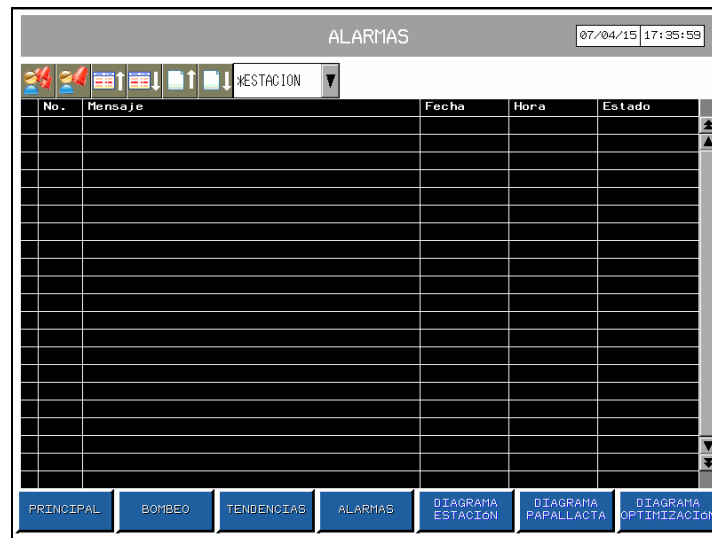 ALARMAS
07/04/15 17:35:59
*ESTACION
No. Mensaje Fecha Hora Estado
PRINCIPAL BOMBEO TENDENCIAS ALARMAS
DIAGRAMA
ESTACIóN
DIAGRAMA
PAPALLACTA
DIAGRAMA
OPTIMIZACIóN